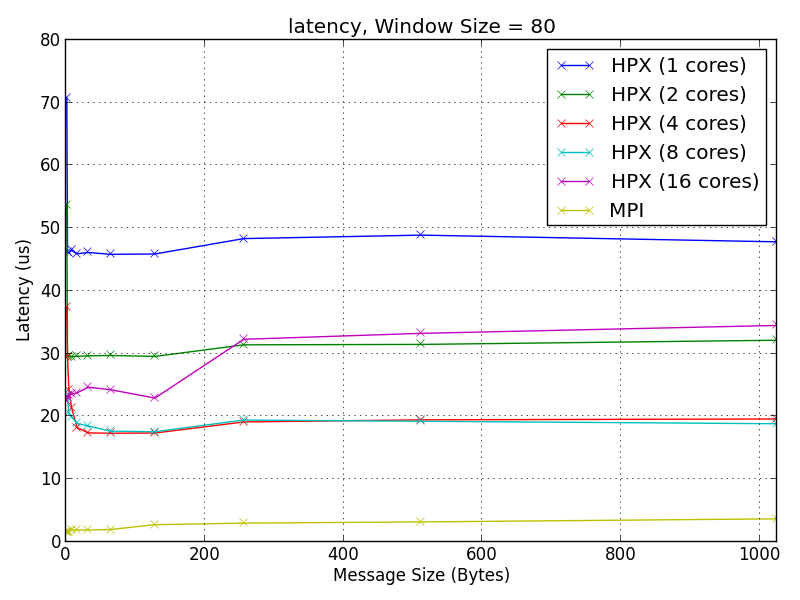 latency, Window Size = 80
80
70
60
50
40
30
20
10
0
Latency (us)
HPX (1 cores)
HPX (2 cores)
HPX (4 cores)
HPX (8 cores)
HPX (16 cores)
MPI
0 200 400 600 800 1000
Message Size (Bytes)